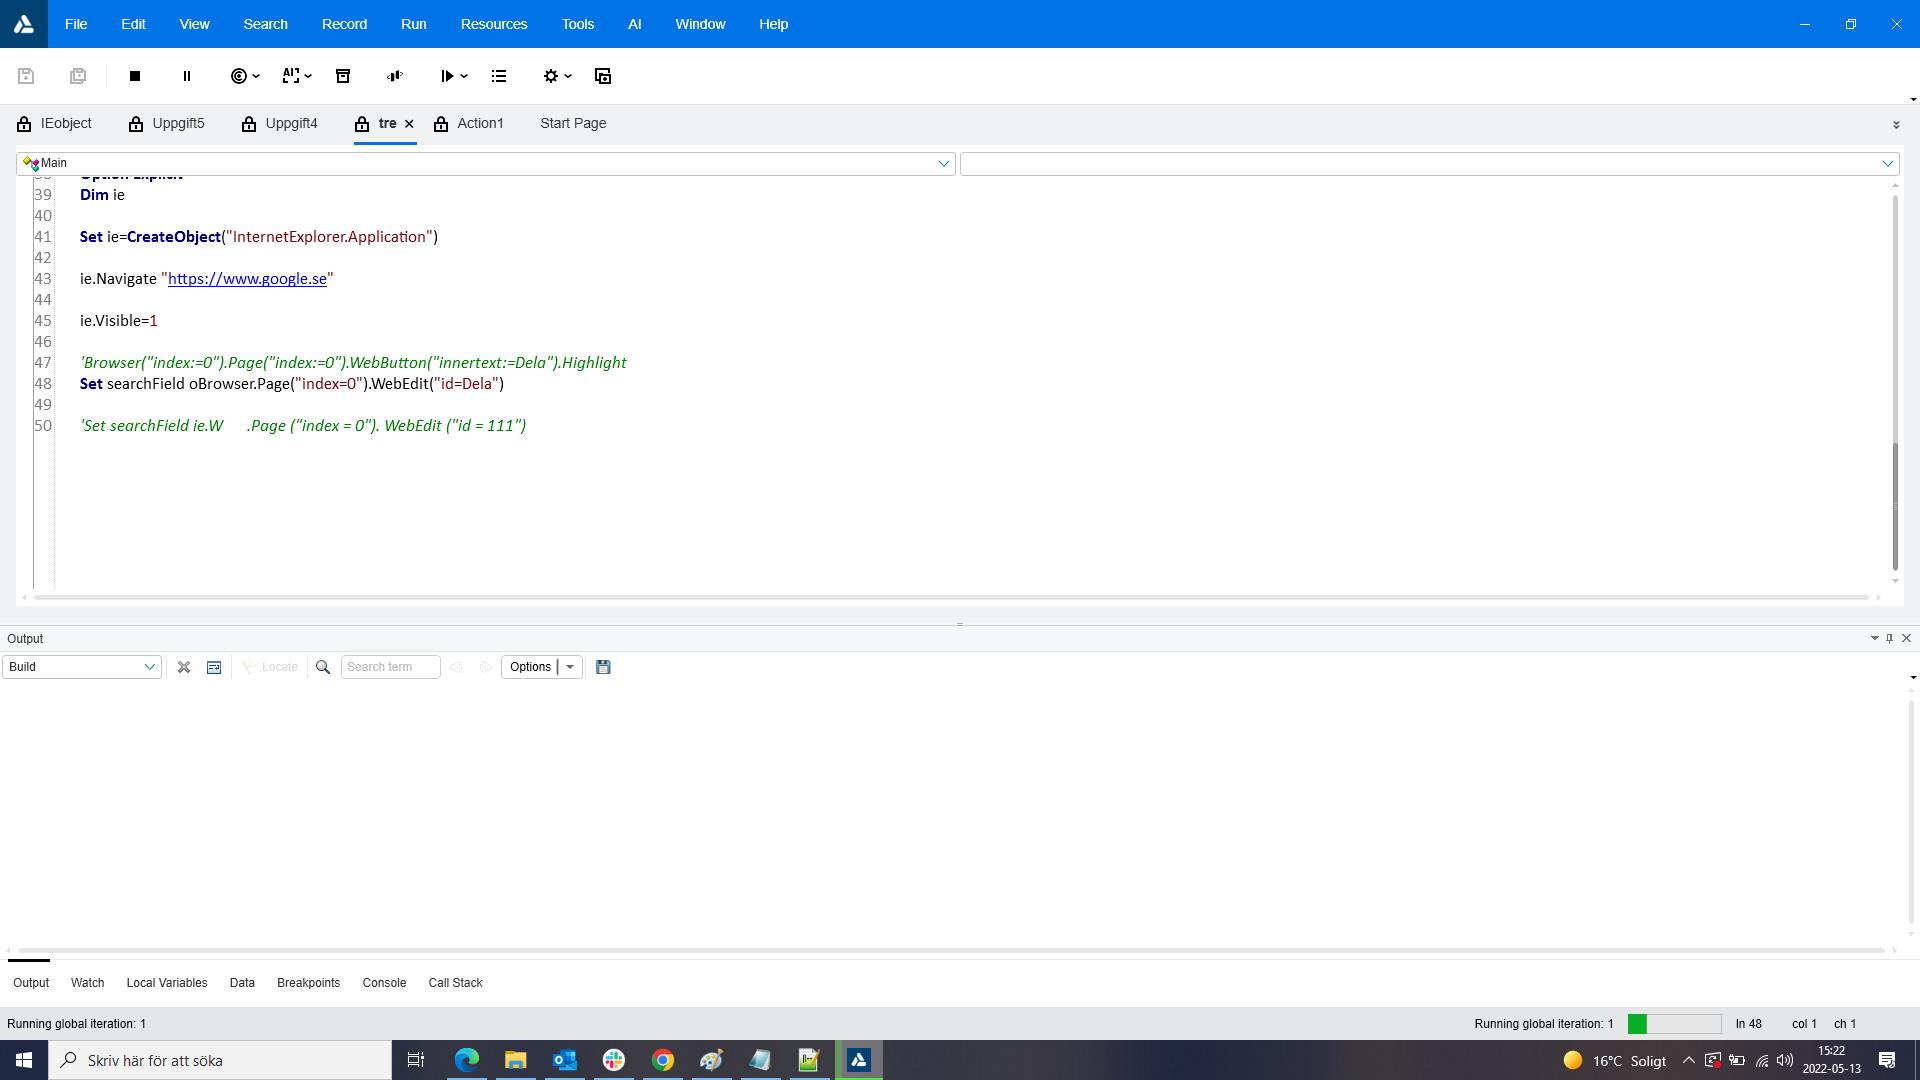 File Edit View Search Record Run Resources Tools AI Window Help
IEobject Uppgift5 Uppgift4 tre Action1 Start Page
Main
38 Option Explicit
39 Dim ie
40
41 Set ie=CreateObject("InternetExplorer.Application")
42
43 ie.Navigate "https://www.google.se"
44
45 ie.Visible=1
46
47 'Browser("index:=0").Page("index:=0").WebButton("innertext:=Dela").Highlight
48 Set searchField oBrowser.Page("index=0").WebEdit("id=Dela")
49
50 'Set searchField ie.W .Page ("index = 0"). WebEdit ("id = 111")
Output
Build Locate Search term Options
Output Watch Local Variables Data Breakpoints Console Call Stack
Running global iteration: 1 Running global iteration: 1 ln 48 col 1 ch 1
Skriv här för att söka 16°C Soligt 15:22
2022-05-13